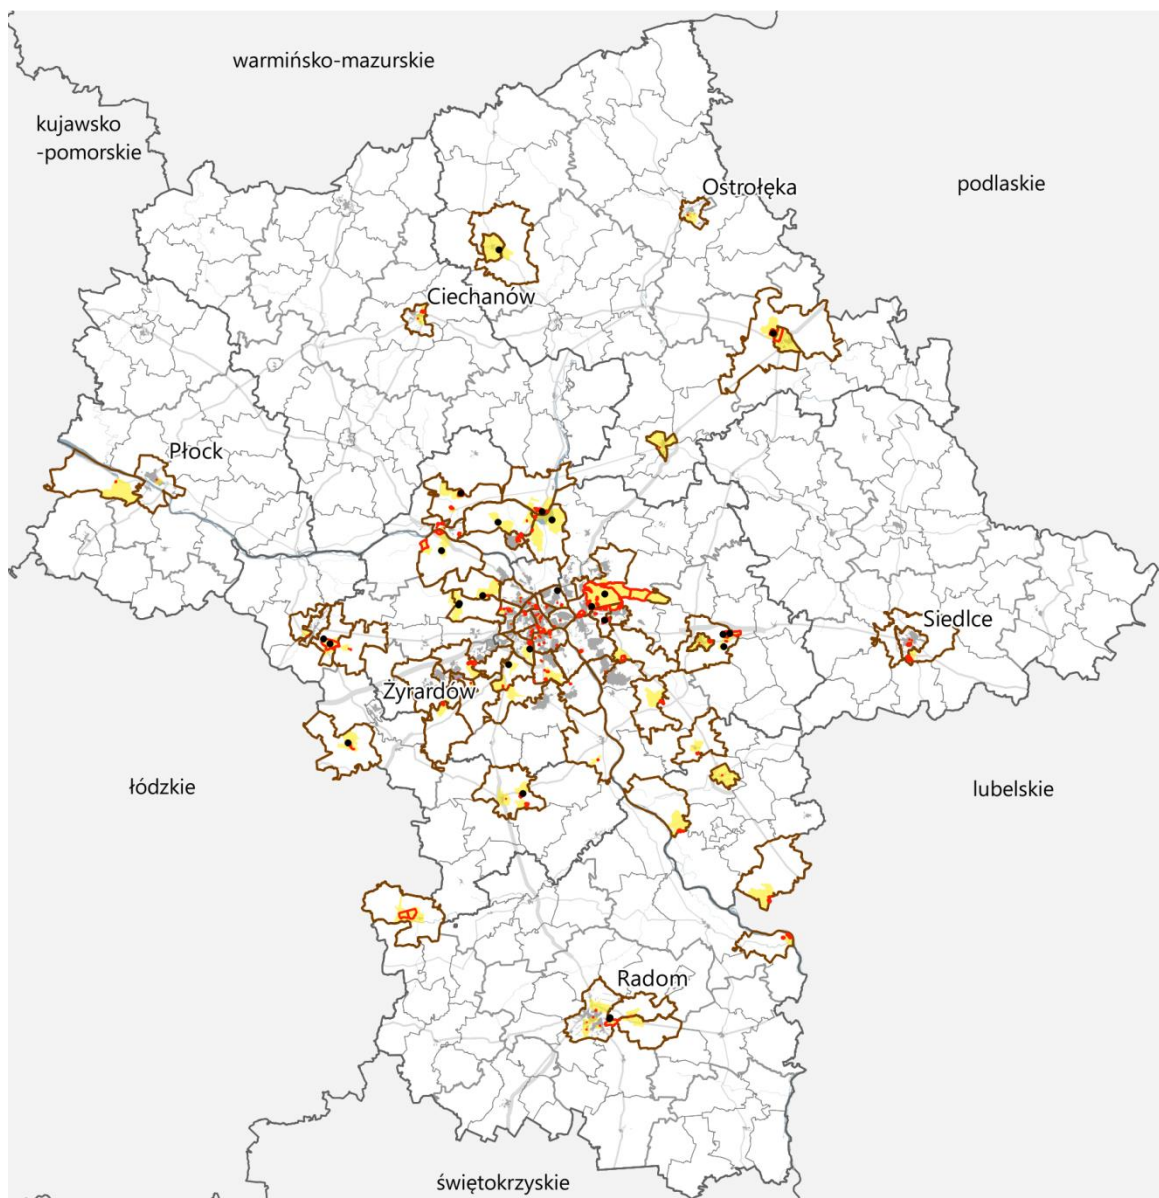 warmińsko-mazurskie
kujawsko
-pomorskie
Ostrołęka
podlaskie
Ciechanów
Płock
Siedlce
Żyrardów
łódzkie
lubelskie
Radom
świętokrzyskie